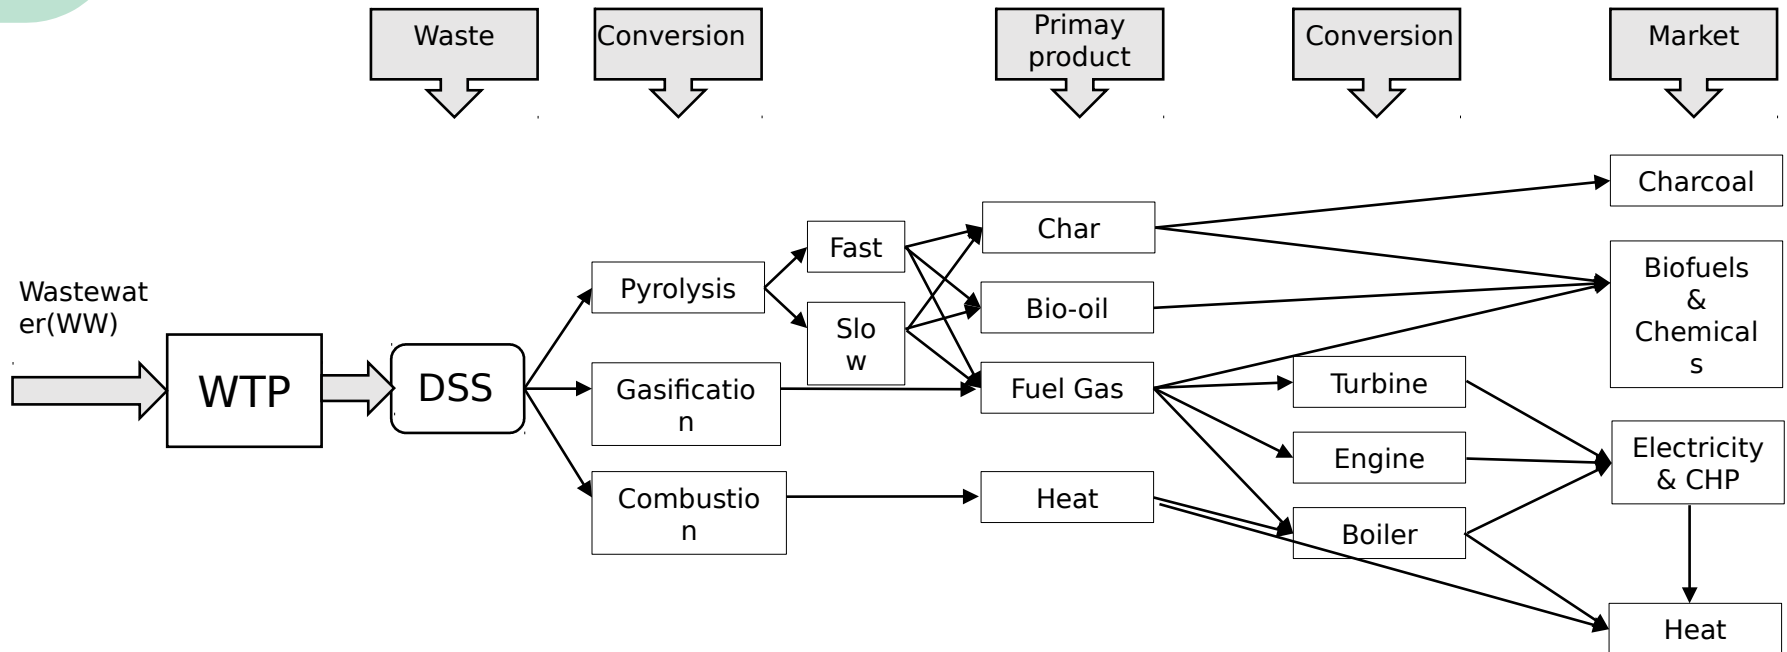 Waste
Conversion
Primay
product
Conversion
Market
Wastewat
er(WW)
WTP
DSS
Pyrolysis
Gasificatio
n
Combustio
n
Fast
Slo
w
Char
Bio-oil
Fuel Gas
Heat
Turbine
Engine
Boiler
Charcoal
Biofuels
&
Chemical
s
Electricity
& CHP
Heat